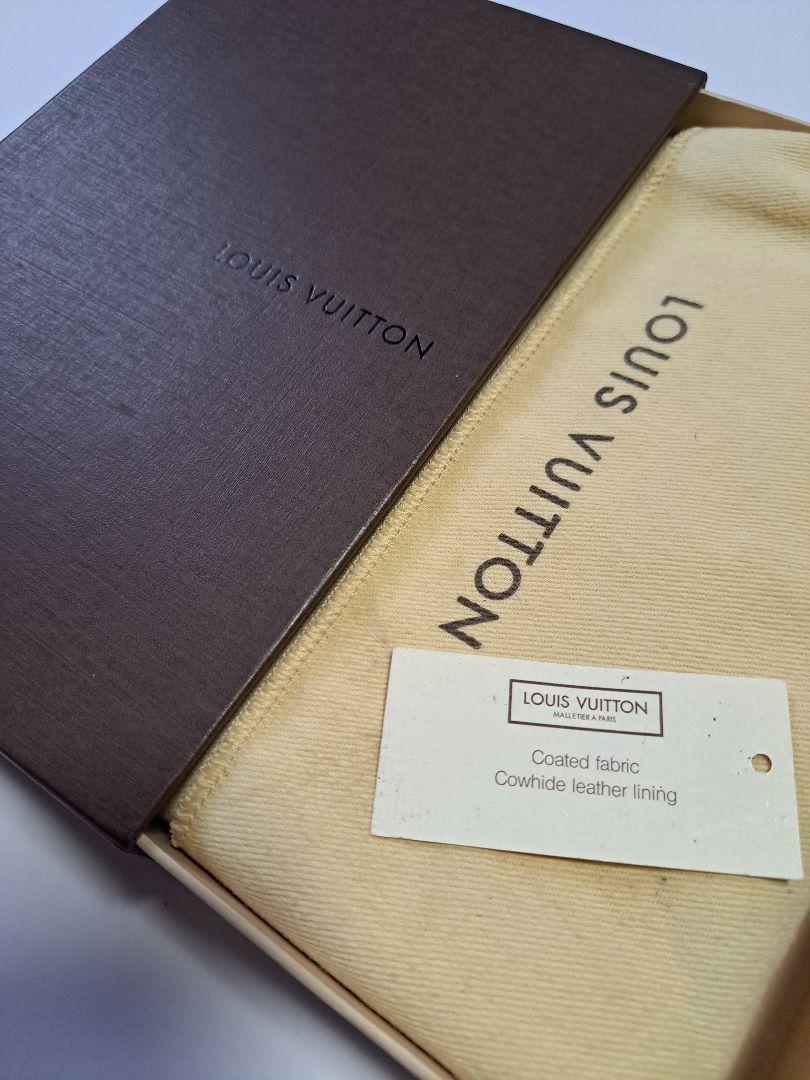 LOUIS VUITTON
LOUIS VUITTON
LOUIS VUITTON
MALLETIER A PARIS
Coated fabric
Cowhide leather lining